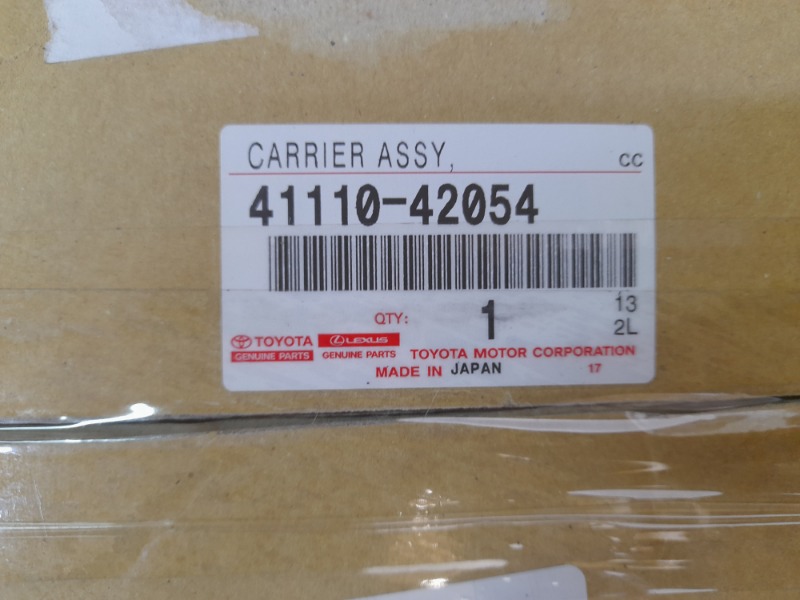 CARRIER ASSY, CC
41110-42054
QTY: 1 13
2L
TOYOTA LEXUS
GENUINE PARTS GENUINE PARTS TOYOTA MOTOR CORPORATION
MADE IN JAPAN 17